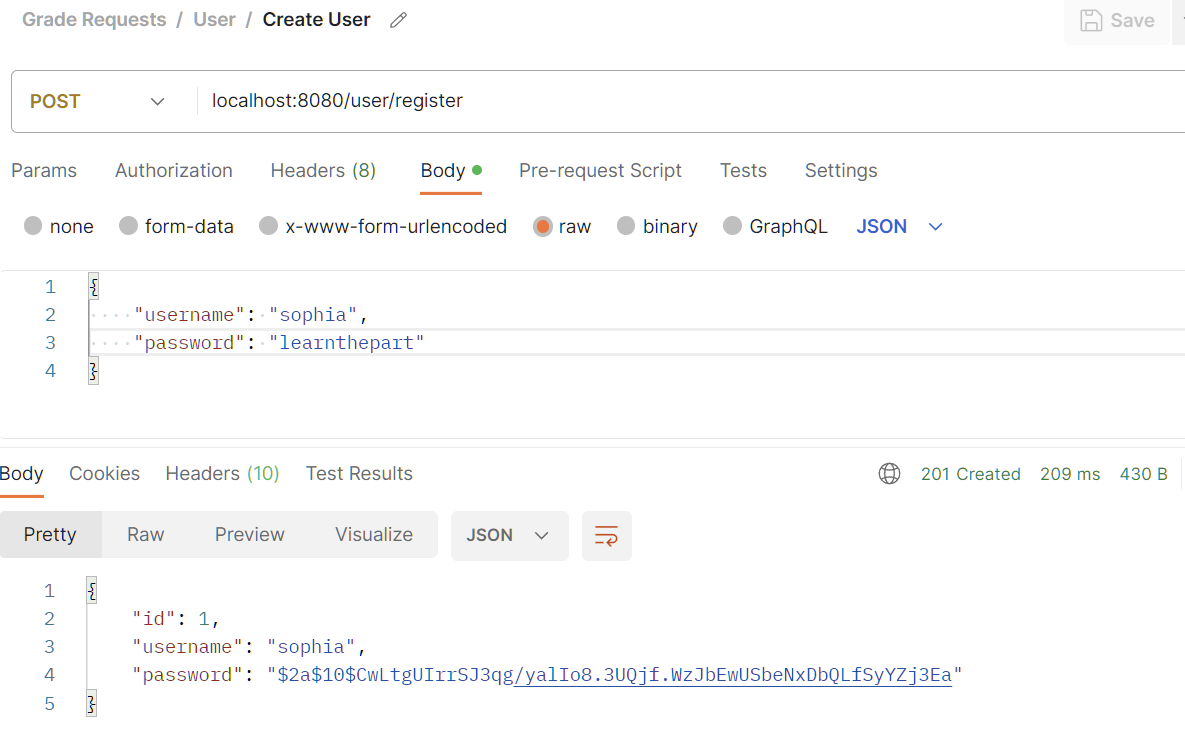 Grade Requests / User / Create User
Save
POST
localhost:8080/user/register
Params Authorization Headers (8) Body Pre-request Script Tests Settings
none form-data x-www-form-urlencoded raw binary GraphQL JSON
1 {
2 "username": "sophia",
3 "password": "learnthepart"
4 }
Body Cookies Headers (10) Test Results 201 Created 209 ms 430 B
Pretty Raw Preview Visualize JSON
1 {
2 "id": 1,
3 "username": "sophia",
4 "password": "$2a$10$CwLtgUIrrSJ3qg/yalIo8.3UQjf.WzJbEwUSbeNxDbQLfSyYZj3Ea"
5 }